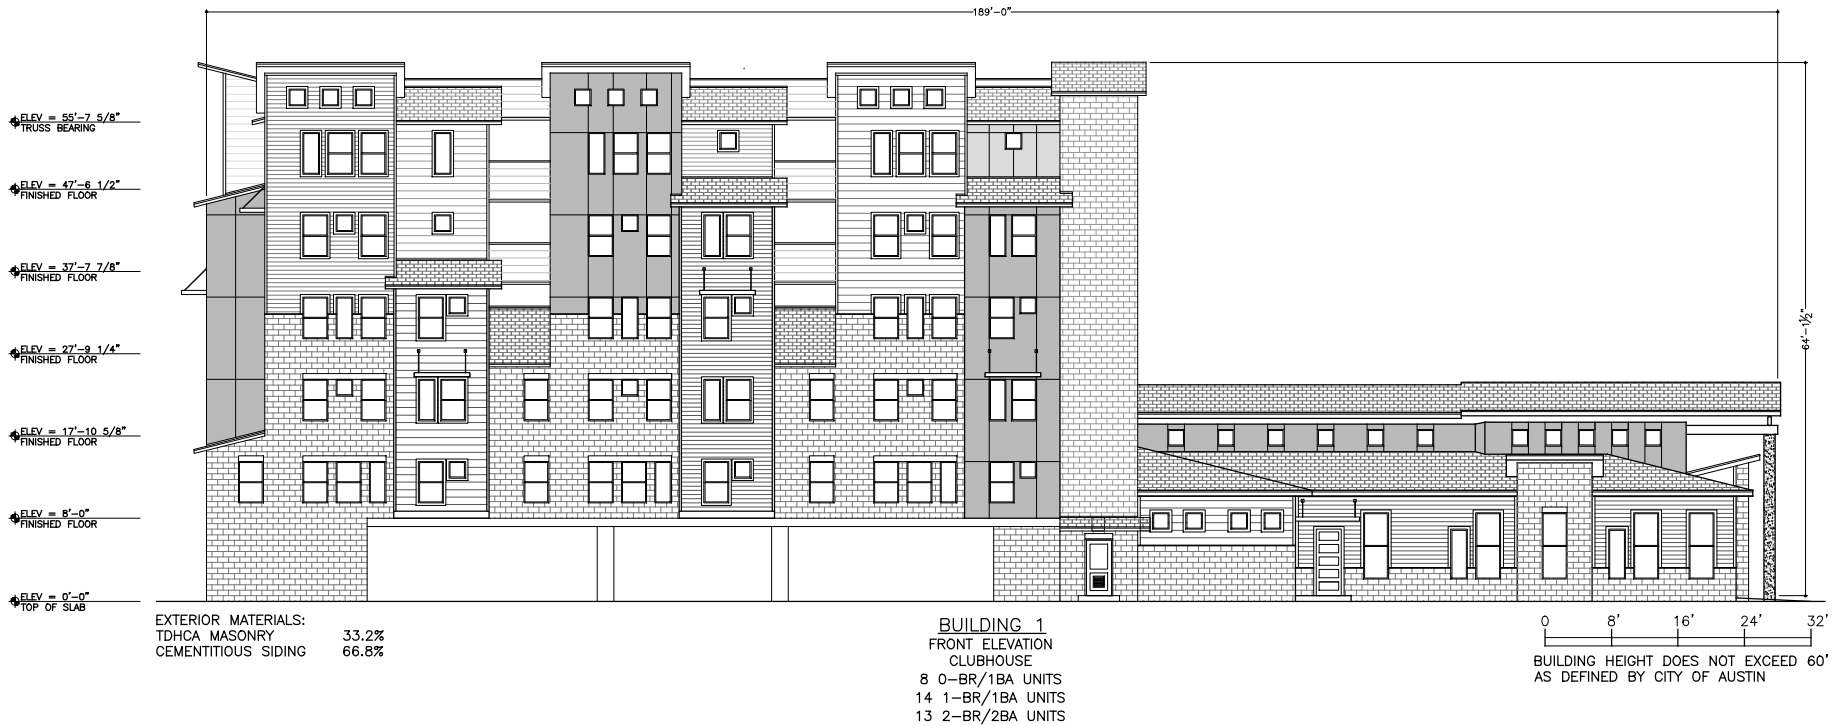 189'-0"
ELEV = 55'-7 5/8"
TRUSS BEARING
ELEV = 47'-6 1/2"
FINISHED FLOOR
ELEV = 37'-7 7/8"
FINISHED FLOOR
ELEV = 27'-9 1/4"
FINISHED FLOOR
ELEV = 17'-10 5/8"
FINISHED FLOOR
ELEV = 8'-0"
FINISHED FLOOR
ELEV = 0'-0"
TOP OF SLAB
64'-1½"
EXTERIOR MATERIALS:
TDHCA MASONRY 33.2%
CEMENTITIOUS SIDING 66.8%
BUILDING 1
FRONT ELEVATION
CLUBHOUSE
8 0-BR/1BA UNITS
14 1-BR/1BA UNITS
13 2-BR/2BA UNITS
0 8' 16' 24' 32'
BUILDING HEIGHT DOES NOT EXCEED 60'
AS DEFINED BY CITY OF AUSTIN